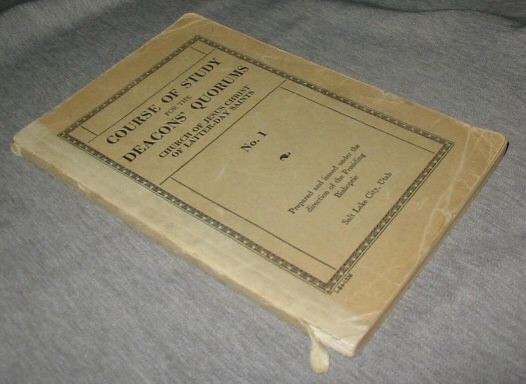 COURSE OF STUDY
FOR THE
DEACONS' QUORUMS
CHURCH OF JESUS CHRIST
OF LATTER-DAY SAINTS
No. 1
Prepared and issued under the
direction of the Presiding
Bishopric
Salt Lake City, Utah